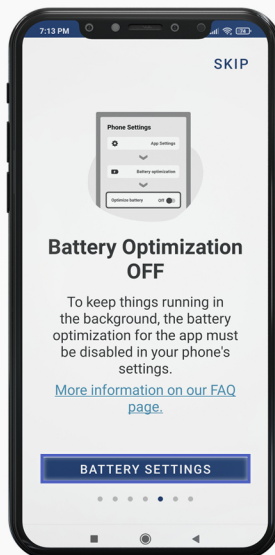 7:13 PM
74
SKIP
Phone Settings
App Settings
Battery optimization
Optimize battery Off
Battery Optimization
OFF
To keep things running in
the background, the battery
optimization for the app must
be disabled in your phone's
settings.
More information on our FAQ
page.
BATTERY SETTINGS